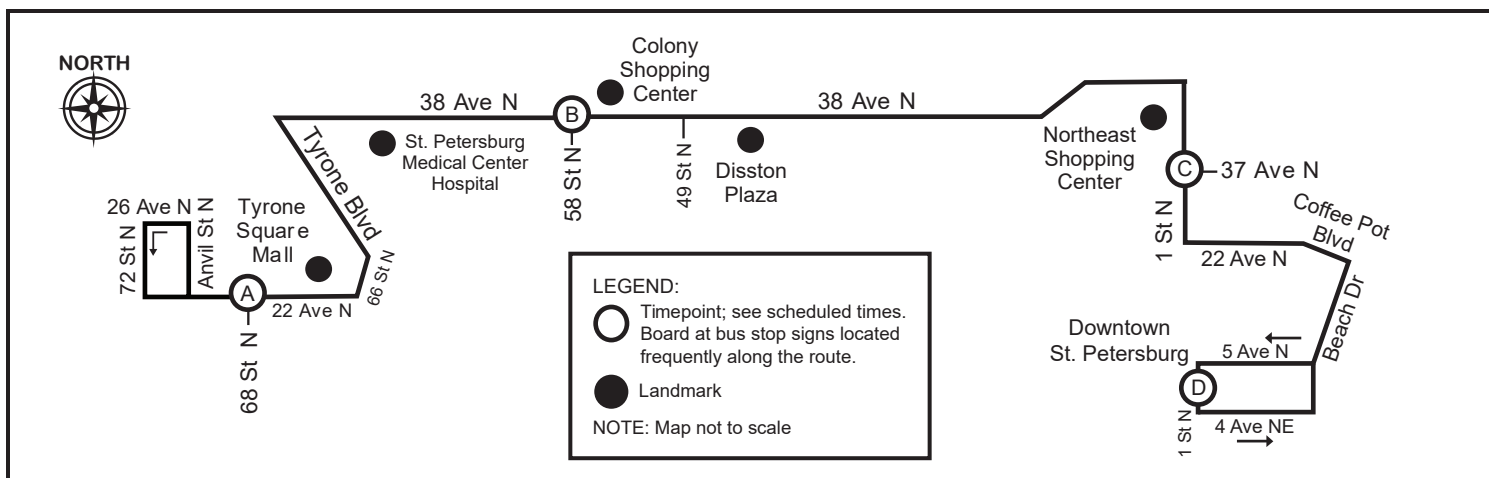 NORTH
26 Ave N
72 St N
Anvil St N
Tyrone
Square
Mall
A
68 St N
22 Ave N
66 St N
Tyrone Blvd
38 Ave N
St. Petersburg
Medical Center
Hospital
B
58 St N
Colony
Shopping
Center
49 St N
38 Ave N
Disston
Plaza
Northeast
Shopping
Center
C
37 Ave N
1 St N
22 Ave N
Coffee Pot
Blvd
Beach Dr
Downtown
St. Petersburg
5 Ave N
D
1 St N
4 Ave NE
LEGEND:
Timepoint; see scheduled times.
Board at bus stop signs located
frequently along the route.
Landmark
NOTE: Map not to scale